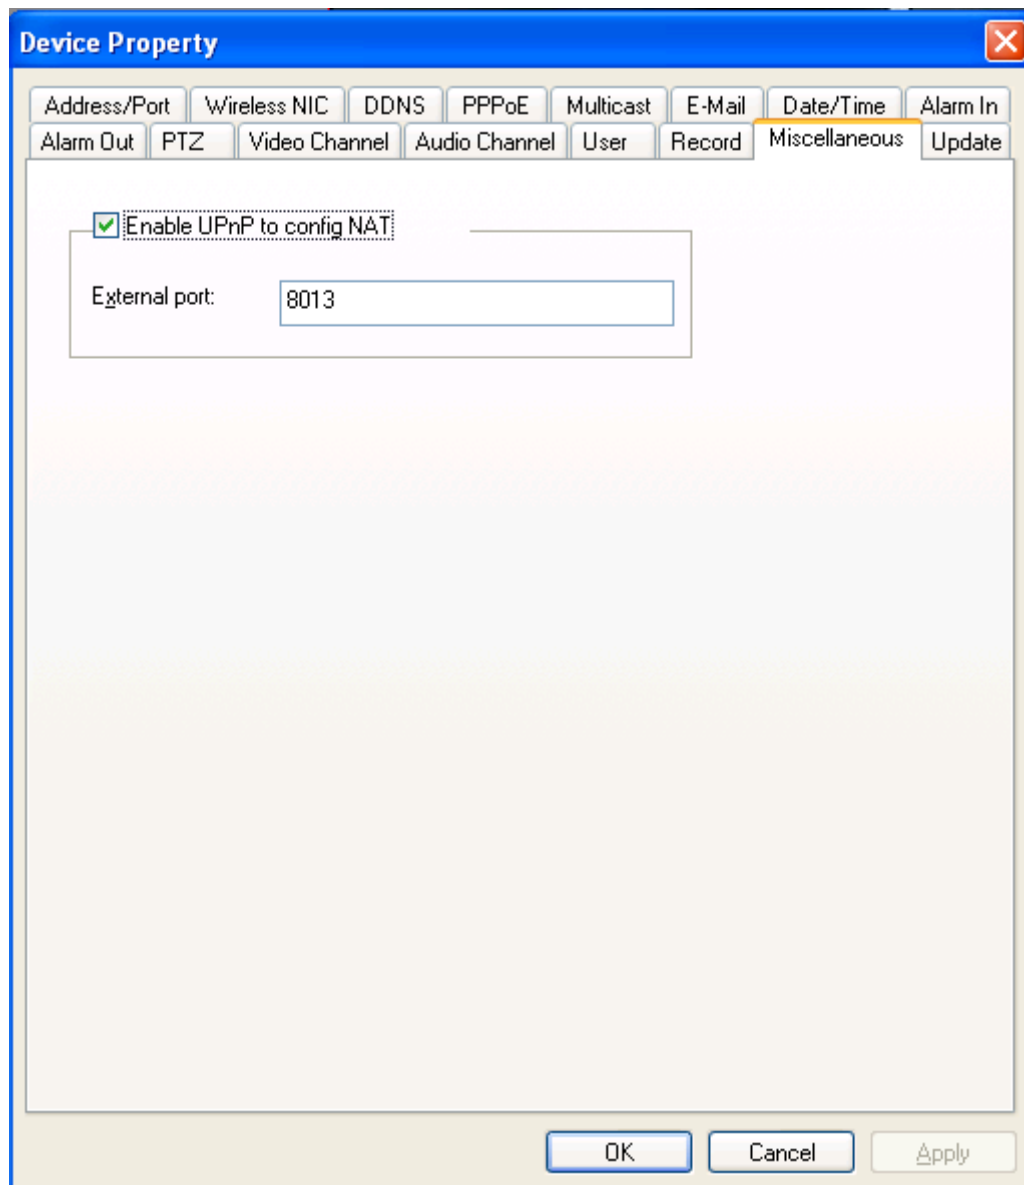 Device Property
Address/Port Wireless NIC DDNS PPPoE Multicast E-Mail Date/Time Alarm In
Alarm Out PTZ Video Channel Audio Channel User Record Miscellaneous Update
Enable UPnP to config NAT
External port: 8013
OK Cancel Apply